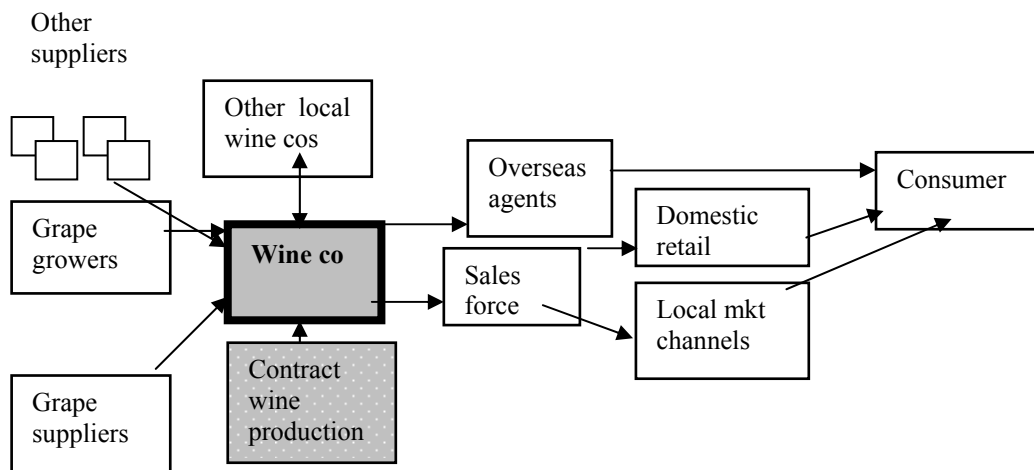 Other
suppliers
Other local
wine cos
Overseas
agents
Consumer
Grape
growers
Wine co
Domestic
retail
Sales
force
Local mkt
channels
Contract
wine
production
Grape
suppliers